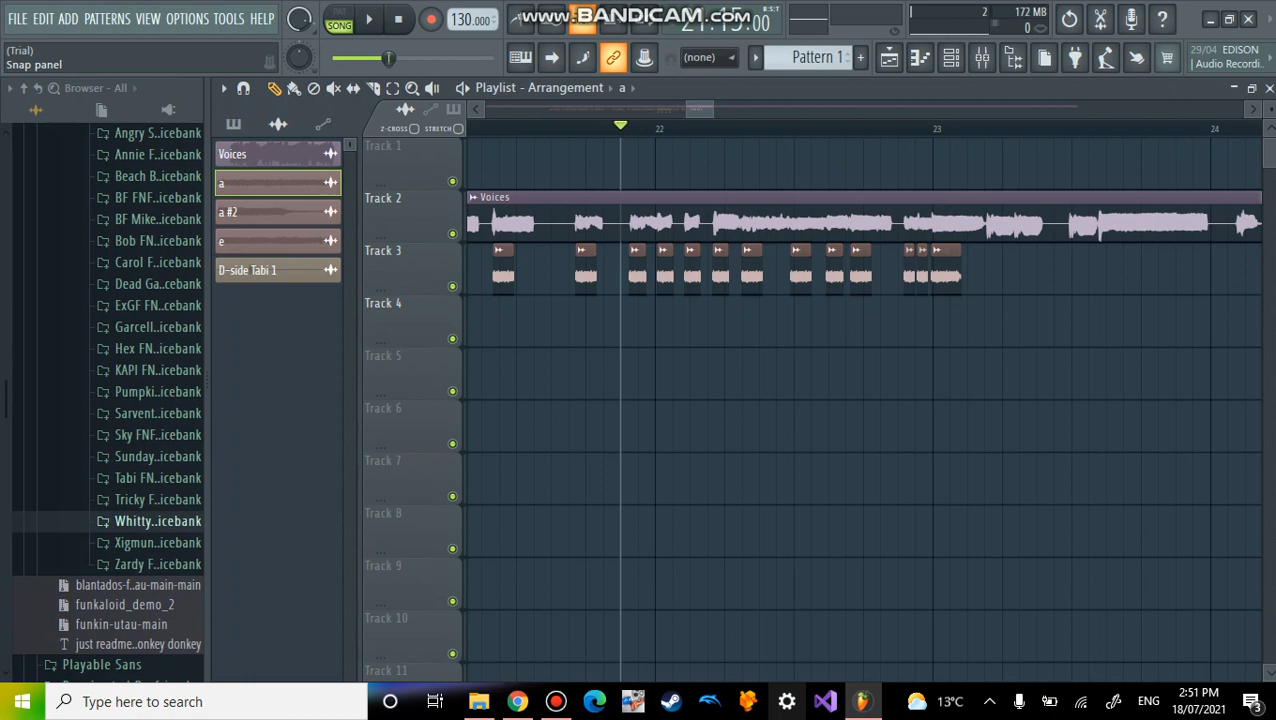 FILE EDIT ADD PATTERNS VIEW OPTIONS TOOLS HELP
PAT
SONG
130.000
www.BANDICAM.com
21:15:00
B:S:T
2
172 MB
0
(Trial)
Snap panel
(none)
Pattern 1
29/04 EDISON
Audio Recordi..
Browser - All
Playlist - Arrangement
a
Z-CROSS
STRETCH
22
23
24
Angry S..icebank
Annie F..icebank
Beach B..icebank
BF FNF..icebank
BF Mike..icebank
Bob FNF..icebank
Carol F..icebank
Dead Ga..icebank
ExGF FN..icebank
Garcell..icebank
Hex FN..icebank
KAPI FN..icebank
Pumpki..icebank
Sarvent..icebank
Sky FNF..icebank
Sunday..icebank
Tabi FN..icebank
Tricky F..icebank
Whitty..icebank
Xigmun..icebank
Zardy F..icebank
blantados-f..au-main-main
funkaloid_demo_2
funkin-utau-main
just readme..onkey donkey
Playable Sans
Voices
a
a #2
e
D-side Tabi 1
Track 1
Track 2
Voices
Track 3
Track 4
Track 5
Track 6
Track 7
Track 8
Track 9
Track 10
Track 11
Type here to search
13°C
ENG
2:51 PM
18/07/2021
3